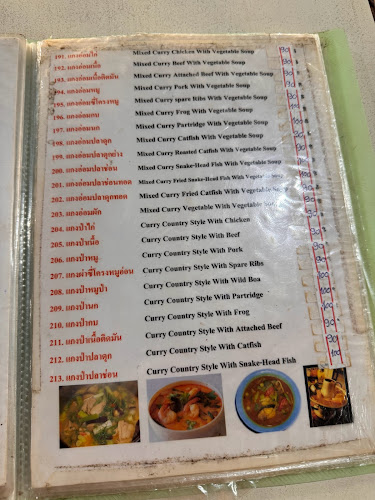 191. แกงอ่อมไก่ Mixed Curry Chicken With Vegetable Soup
192. แกงอ่อมเนื้อ Mixed Curry Beef With Vegetable Soup
193. แกงอ่อมเนื้อติดมัน Mixed Curry Attached Beef With Vegetable Soup
194. แกงอ่อมหมู Mixed Curry Pork With Vegetable Soup
195. แกงอ่อมซี่โครงหมู Mixed Curry spare Ribs With Vegetable Soup
196. แกงอ่อมกบ Mixed Curry Frog With Vegetable Soup
197. แกงอ่อมนก Mixed Curry Partridge With Vegetable Soup
198. แกงอ่อมปลาดุก Mixed Curry Catfish With Vegetable Soup
199. แกงอ่อมปลาดุกย่าง Mixed Curry Roasted Catfish With Vegetable Soup
200. แกงอ่อมปลาช่อน Mixed Curry Snake-Head Fish With Vegetable Soup
201. แกงอ่อมปลาช่อนทอด Mixed Curry Fried Snake-Head Fish With Vegetable Soup
202. แกงอ่อมปลาดุกทอด Mixed Curry Fried Catfish With Vegetable Soup
203. แกงอ่อมผัก Mixed Curry Vegetable With Vegetable Soup
204. แกงป่าไก่ Curry Country Style With Chicken
205. แกงป่าเนื้อ Curry Country Style With Beef
206. แกงป่าหมู Curry Country Style With Pork
207. แกงป่าซี่โครงหมูอ่อน Curry Country Style With Spare Ribs
208. แกงป่าหมูป่า Curry Country Style With Wild Boa
209. แกงป่านก Curry Country Style With Partridge
210. แกงป่ากบ Curry Country Style With Frog
211. แกงป่าเนื้อติดมัน Curry Country Style With Attached Beef
212. แกงป่าปลาดุก Curry Country Style With Catfish
213. แกงป่าปลาช่อน Curry Country Style With Snake-Head Fish